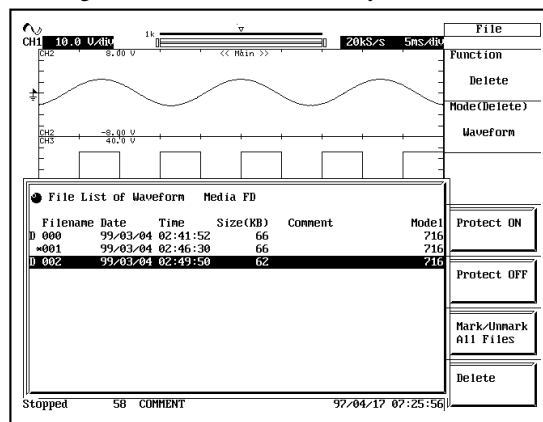 File
CH1 10.0 V/div
1k
20kS/s 5ms/div
CH2 8.00 V
<< Main >>
Function
Delete
Mode(Delete)
Waveform
CH2 -8.00 V
CH3 40.0 V
File List of Waveform Media FD
Filename Date Time Size(KB) Comment Model
D 000 99/03/04 02:41:52 66 716
*001 99/03/04 02:46:30 66 716
D 002 99/03/04 02:49:50 62 716
Protect ON
Protect OFF
Mark/Unmark
All Files
Delete
Stopped 58 COMMENT 97/04/17 07:25:56